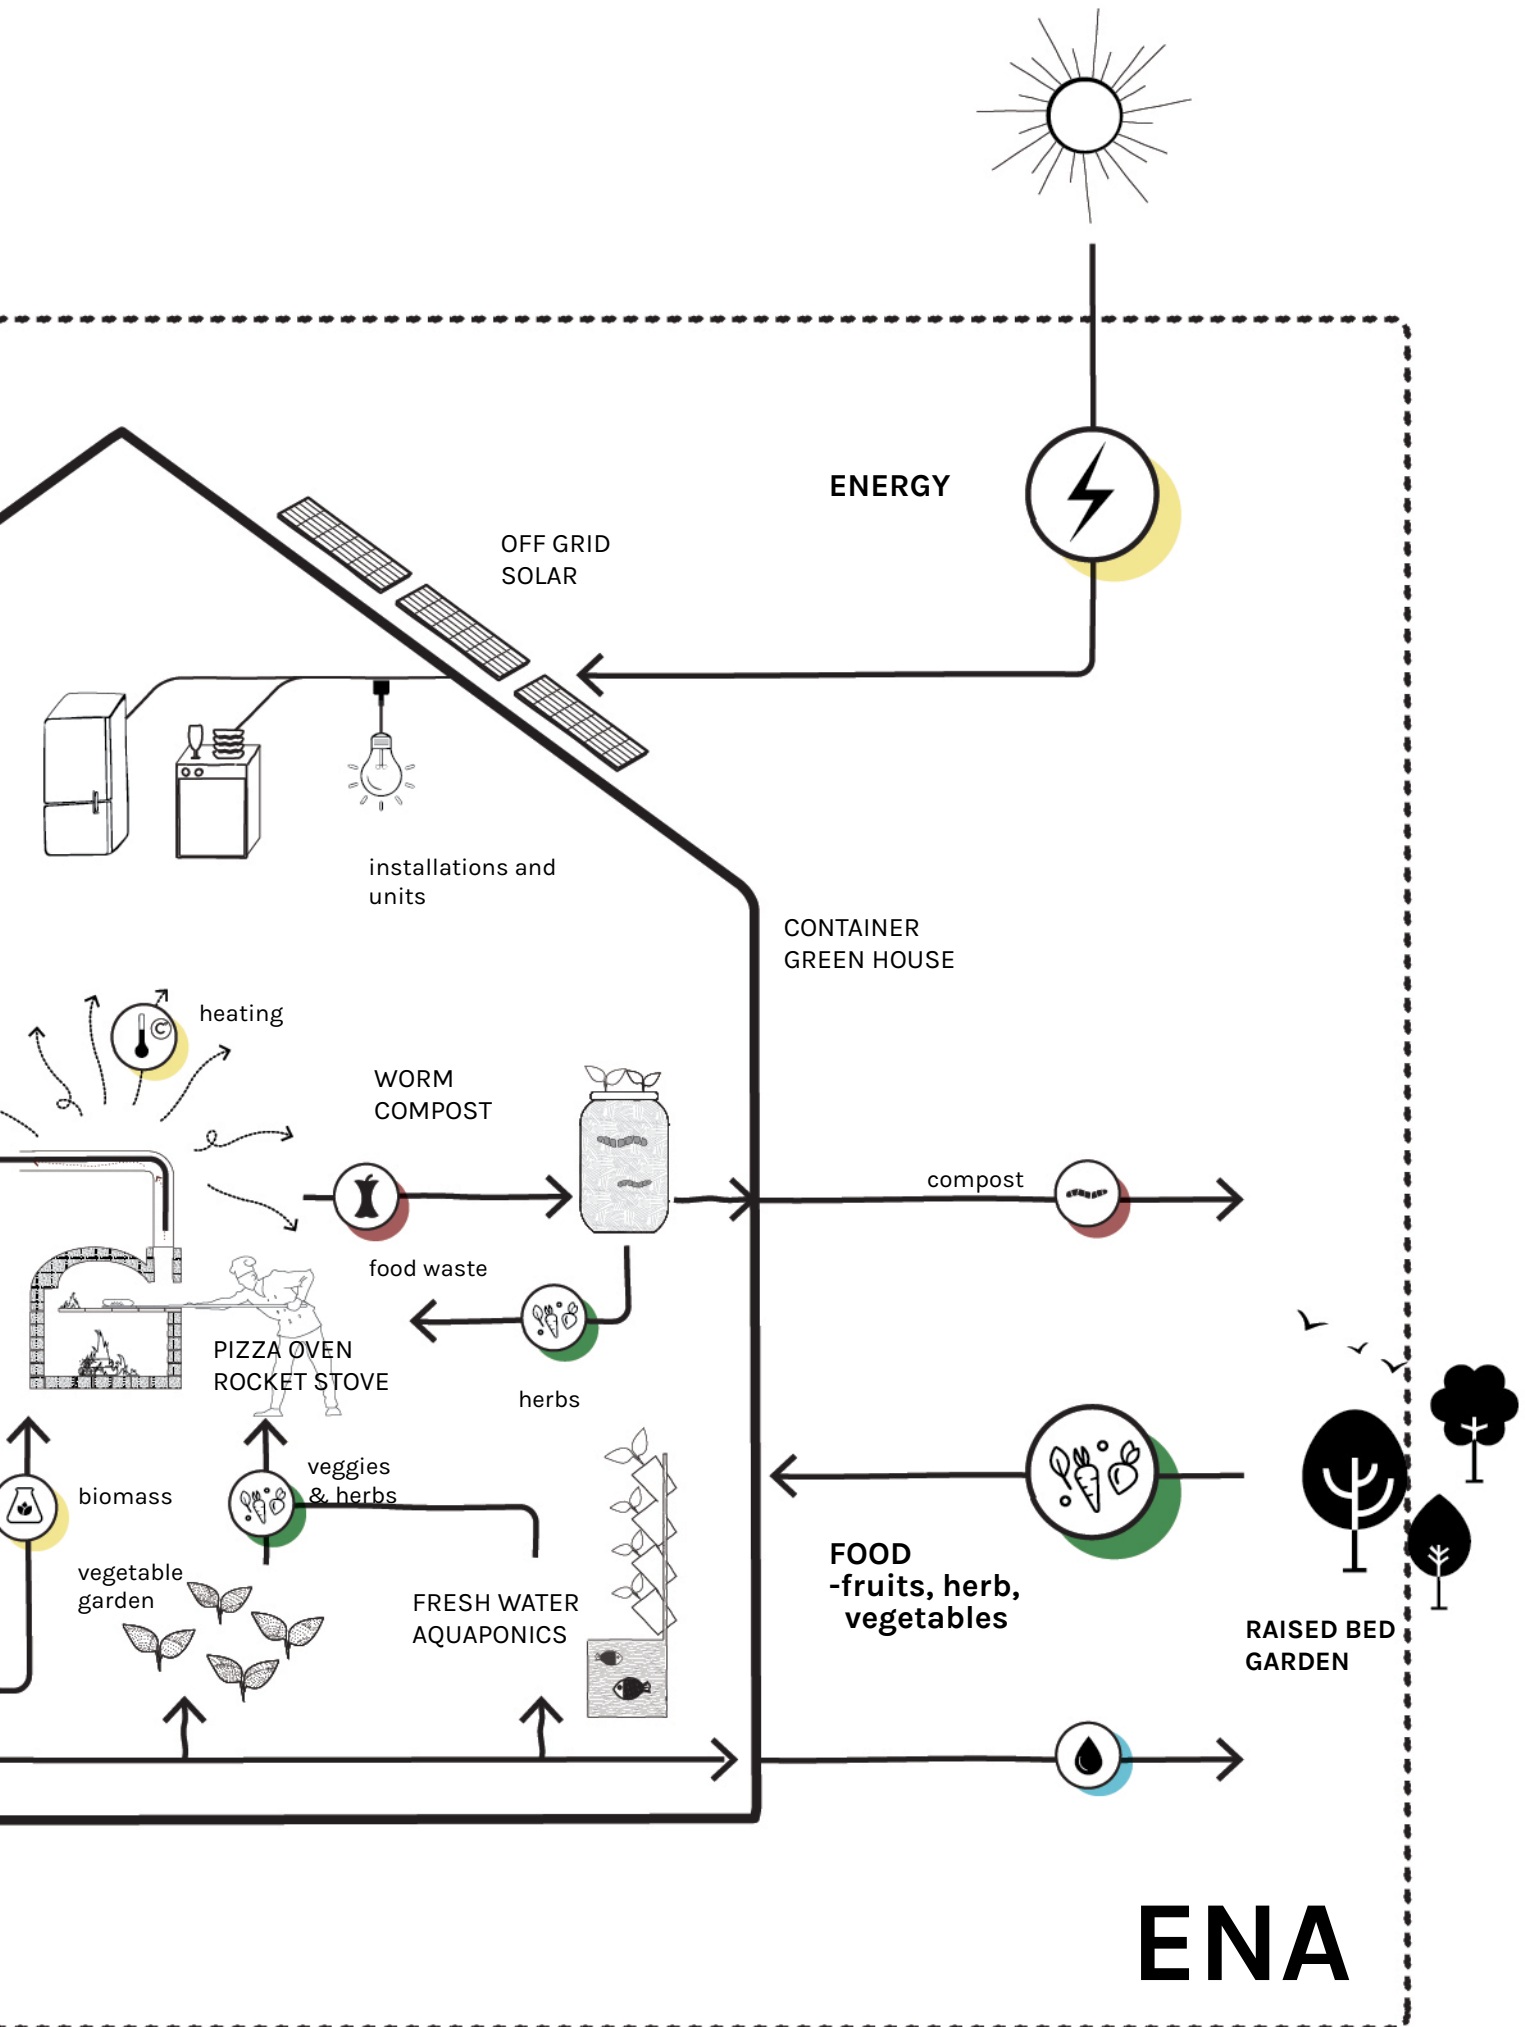 ENERGY
OFF GRID
SOLAR
installations and
units
CONTAINER
GREEN HOUSE
heating
C
WORM
COMPOST
compost
food waste
PIZZA OVEN
ROCKET STOVE
herbs
veggies
& herbs
biomass
vegetable
garden
FRESH WATER
AQUAPONICS
FOOD
-fruits, herb,
vegetables
RAISED BED
GARDEN
ENA